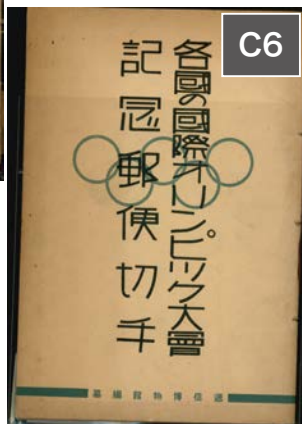 C6
各國の國際オリンピック大會
記念郵便切手
遞信博物館編纂